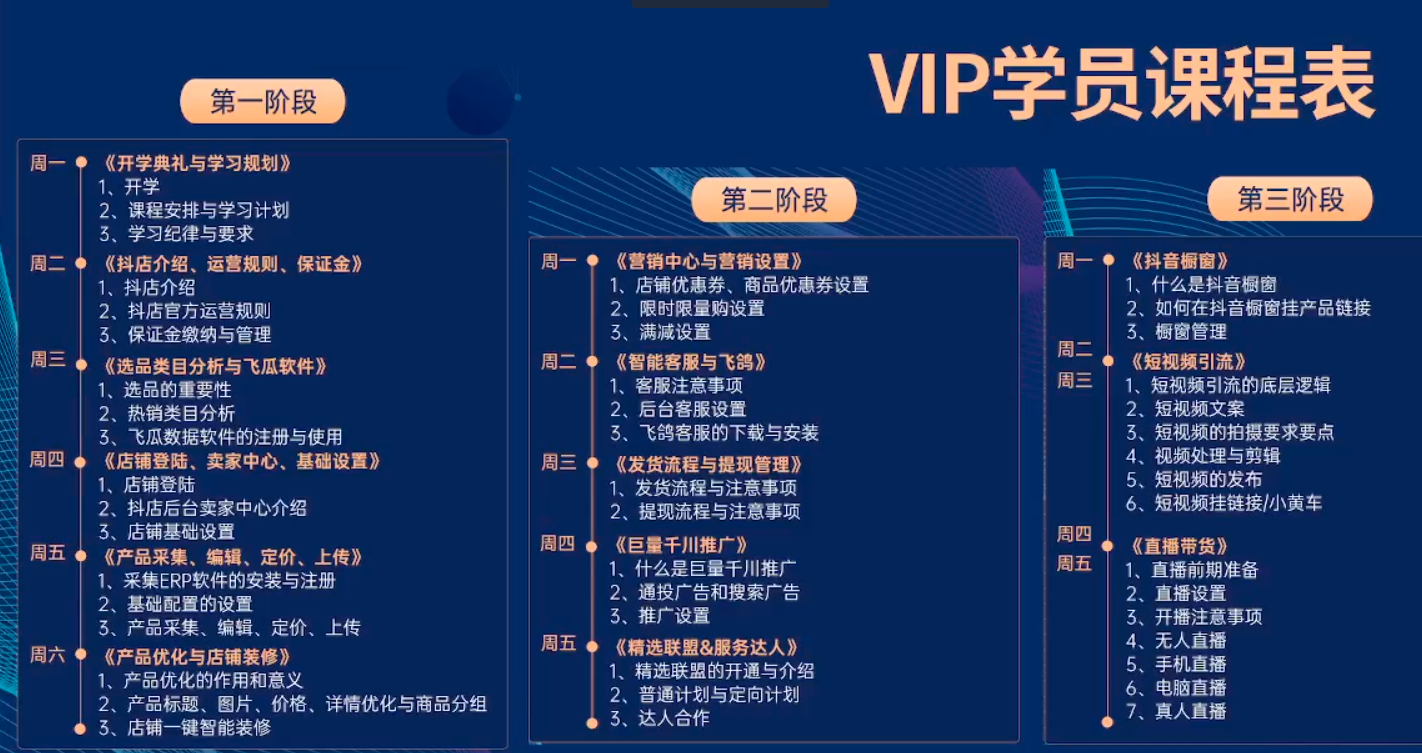 VIP学员课程表
第一阶段
周一
《开学典礼与学习规划》
1、开学
2、课程安排与学习计划
3、学习纪律与要求
周二
《抖店介绍、运营规则、保证金》
1、抖店介绍
2、抖店官方运营规则
3、保证金缴纳与管理
周三
《选品类目分析与飞瓜软件》
1、选品的重要性
2、热销类目分析
3、飞瓜数据软件的注册与使用
周四
《店铺登陆、卖家中心、基础设置》
1、店铺登陆
2、抖店后台卖家中心介绍
3、店铺基础设置
周五
《产品采集、编辑、定价、上传》
1、采集ERP软件的安装与注册
2、基础配置的设置
3、产品采集、编辑、定价、上传
周六
《产品优化与店铺装修》
1、产品优化的作用和意义
2、产品标题、图片、价格、详情优化与商品分组
3、店铺一键智能装修
第二阶段
周一
《营销中心与营销设置》
1、店铺优惠券、商品优惠券设置
2、限时限量购设置
3、满减设置
周二
《智能客服与飞鸽》
1、客服注意事项
2、后台客服设置
3、飞鸽客服的下载与安装
周三
《发货流程与提现管理》
1、发货流程与注意事项
2、提现流程与注意事项
周四
《巨量千川推广》
1、什么是巨量千川推广
2、通投广告和搜索广告
3、推广设置
周五
《精选联盟&服务达人》
1、精选联盟的开通与介绍
2、普通计划与定向计划
3、达人合作
第三阶段
周一
《抖音橱窗》
1、什么是抖音橱窗
2、如何在抖音橱窗挂产品链接
3、橱窗管理
周二
周三
《短视频引流》
1、短视频引流的底层逻辑
2、短视频文案
3、短视频的拍摄要求要点
4、视频处理与剪辑
5、短视频的发布
6、短视频挂链接/小黄车
周四
周五
《直播带货》
1、直播前期准备
2、直播设置
3、开播注意事项
4、无人直播
5、手机直播
6、电脑直播
7、真人直播